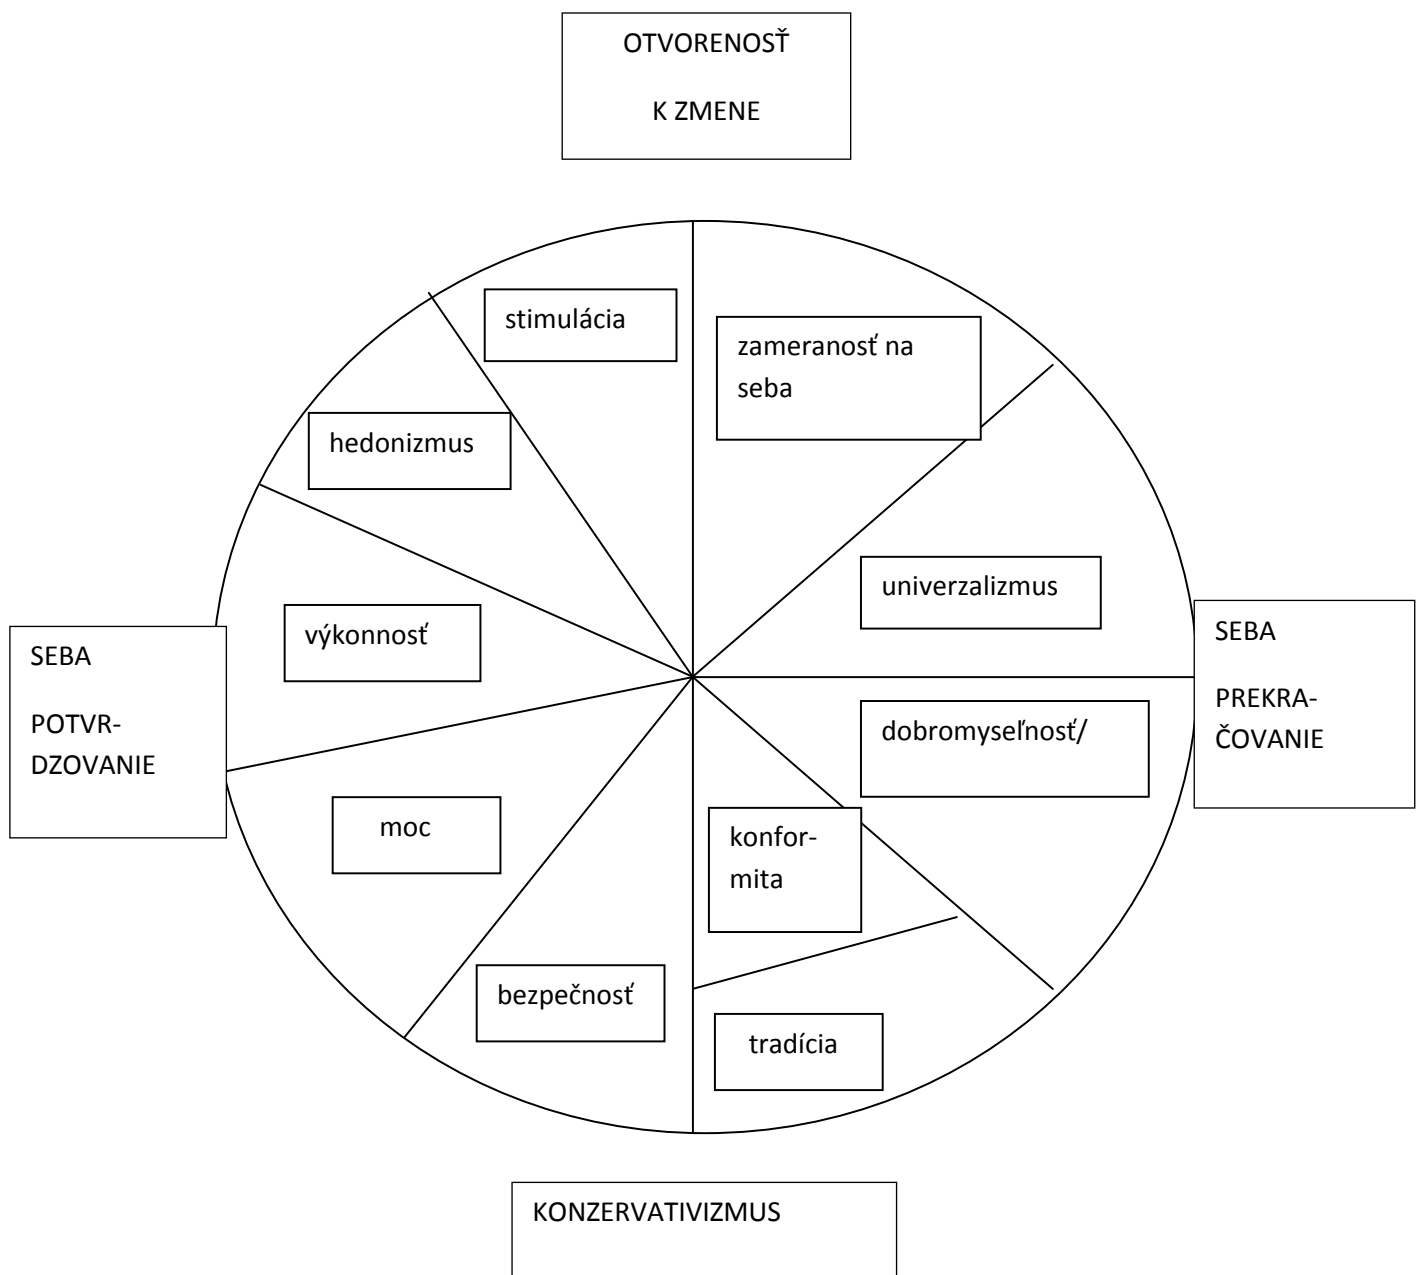 OTVORENOSŤ
K ZMENE
stimulácia
zameranosť na
seba
hedonizmus
univerzalizmus
výkonnosť
SEBA
POTVR-
DZOVANIE
SEBA
PREKRA-
ČOVANIE
dobromyseľnosť/
moc
konfor-
mita
bezpečnosť
tradícia
KONZERVATIVIZMUS